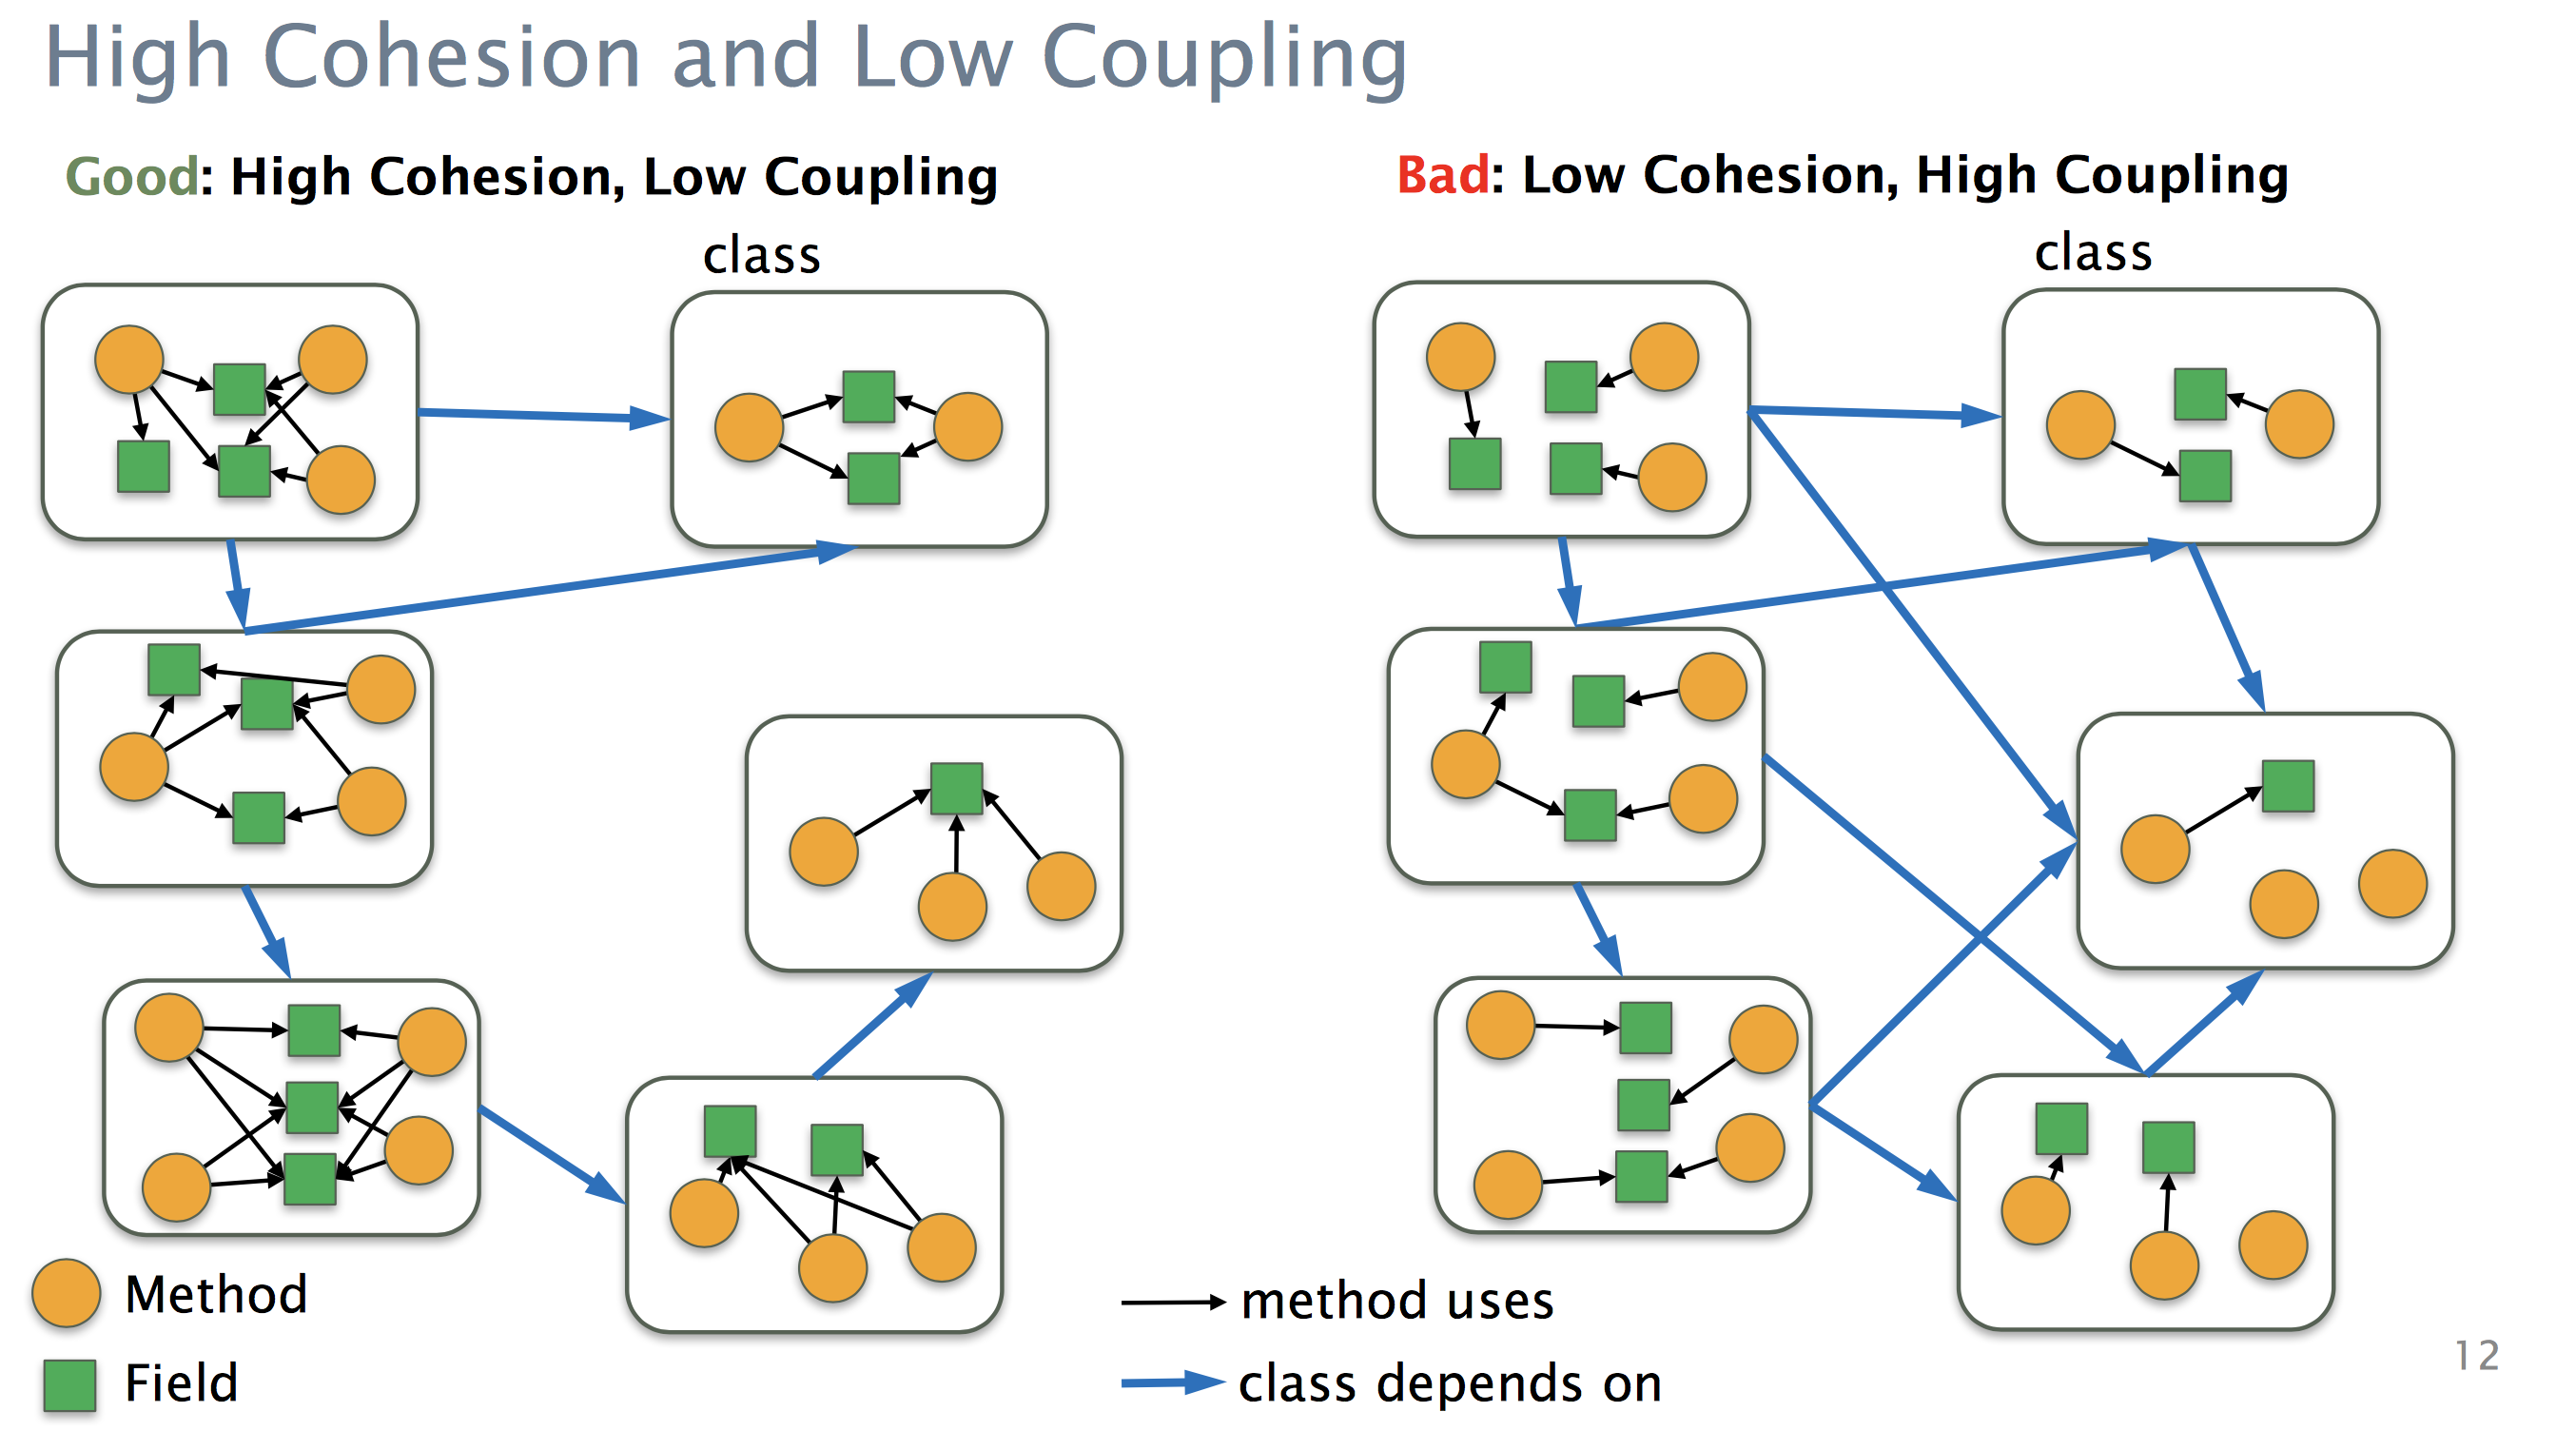 High Cohesion and Low Coupling
Good: High Cohesion, Low Coupling
Bad: Low Cohesion, High Coupling
class
class
Method
Field
method uses
class depends on
12